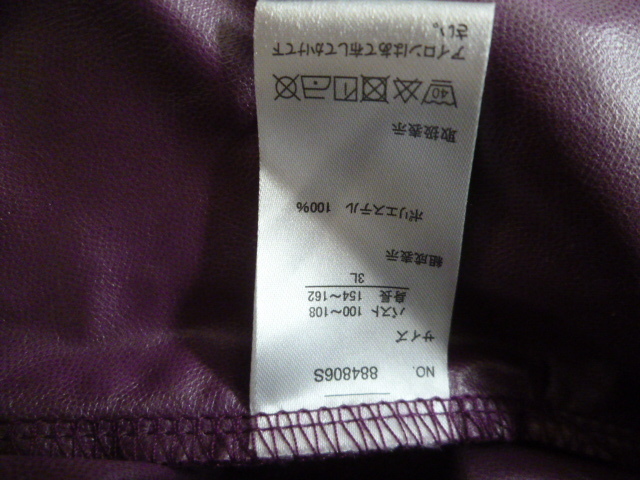 NO. 884806S
サイズ
バスト 100～108
身長 154～162
3L
組成表示
ポリエステル 100%
取扱表示
40
アイロンはあて布してかけて下
さい。